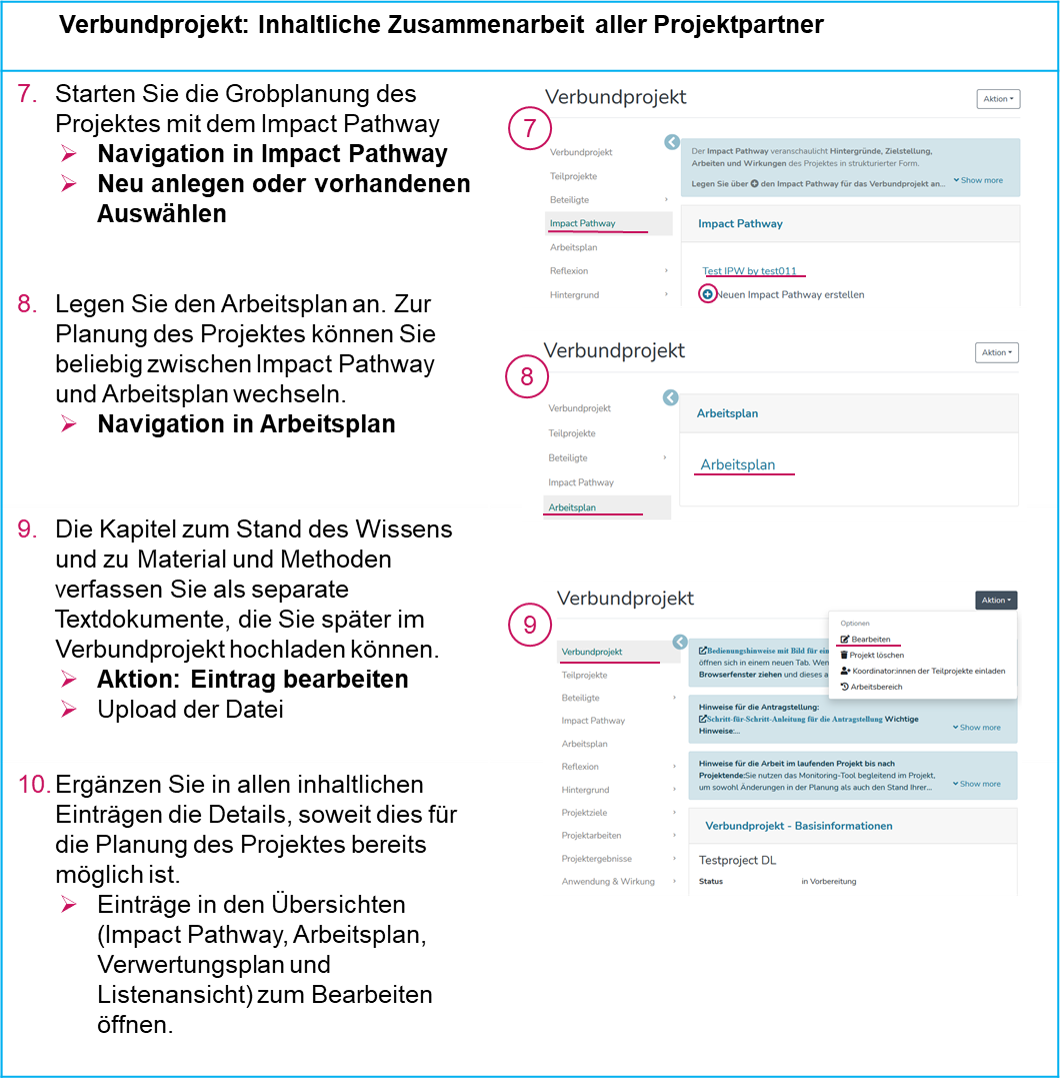 Verbundprojekt: Inhaltliche Zusammenarbeit aller Projektpartner
7. Starten Sie die Grobplanung des
Projektes mit dem Impact Pathway
➢ Navigation in Impact Pathway
➢ Neu anlegen oder vorhandenen
Auswählen
8. Legen Sie den Arbeitsplan an. Zur
Planung des Projektes können Sie
beliebig zwischen Impact Pathway
und Arbeitsplan wechseln.
➢ Navigation in Arbeitsplan
9. Die Kapitel zum Stand des Wissens
und zu Material und Methoden
verfassen Sie als separate
Textdokumente, die Sie später im
Verbundprojekt hochladen können.
➢ Aktion: Eintrag bearbeiten
➢ Upload der Datei
10. Ergänzen Sie in allen inhaltlichen
Einträgen die Details, soweit dies für
die Planung des Projektes bereits
möglich ist.
➢ Einträge in den Übersichten
(Impact Pathway, Arbeitsplan,
Verwertungsplan und
Listenansicht) zum Bearbeiten
öffnen.
7
Verbundprojekt
Aktion
Verbundprojekt
Teilprojekte
Beteiligte
Impact Pathway
Arbeitsplan
Reflexion
Hintergrund
Der Impact Pathway veranschaulicht Hintergründe, Zielstellung,
Arbeiten und Wirkungen des Projektes in strukturierter Form.
Legen Sie über den Impact Pathway für das Verbundprojekt an...
Show more
Impact Pathway
Test IPW by test011
Neuen Impact Pathway erstellen
8
Verbundprojekt
Aktion
Verbundprojekt
Teilprojekte
Beteiligte
Impact Pathway
Arbeitsplan
Arbeitsplan
Arbeitsplan
9
Verbundprojekt
Aktion
Optionen
Bearbeiten
Projekt löschen
Koordinator:innen der Teilprojekte einladen
Arbeitsbereich
Verbundprojekt
Teilprojekte
Beteiligte
Impact Pathway
Arbeitsplan
Reflexion
Hintergrund
Projektziele
Projektarbeiten
Projektergebnisse
Anwendung & Wirkung
Bedienungshinweise mit Bild für ein
öffnen sich in einem neuen Tab. Wen
Browserfenster ziehen und dieses a
Hinweise für die Antragstellung:
Schritt-für-Schritt-Anleitung für die Antragstellung Wichtige
Hinweise:...
Show more
Hinweise für die Arbeit im laufenden Projekt bis nach
Projektende:Sie nutzen das Monitoring-Tool begleitend im Projekt,
um sowohl Änderungen in der Planung als auch den Stand Ihrer...
Show more
Verbundprojekt - Basisinformationen
Testproject DL
Status in Vorbereitung